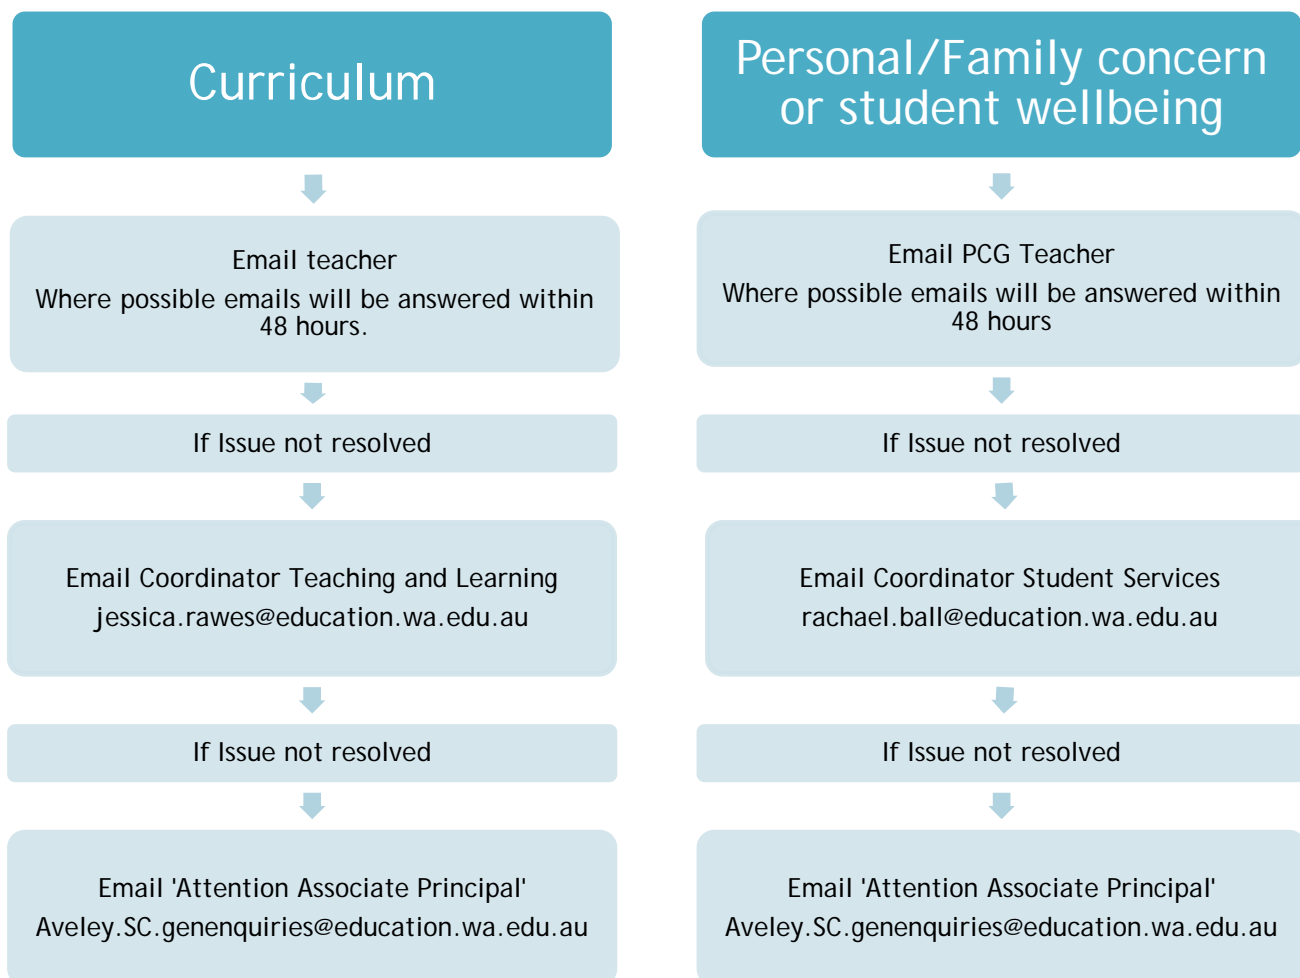 Curriculum
Email teacher
Where possible emails will be answered within
48 hours.
If Issue not resolved
Email Coordinator Teaching and Learning
jessica.rawes@education.wa.edu.au
If Issue not resolved
Email 'Attention Associate Principal'
Aveley.SC.genenquiries@education.wa.edu.au
Personal/Family concern
or student wellbeing
Email PCG Teacher
Where possible emails will be answered within
48 hours
If Issue not resolved
Email Coordinator Student Services
rachael.ball@education.wa.edu.au
If Issue not resolved
Email 'Attention Associate Principal'
Aveley.SC.genenquiries@education.wa.edu.au